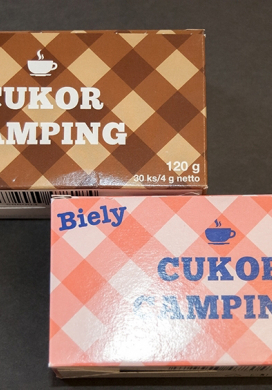 CUKOR
CAMPING
120 g
30 ks/4 g netto
Biely
CUKOR
CAMPING